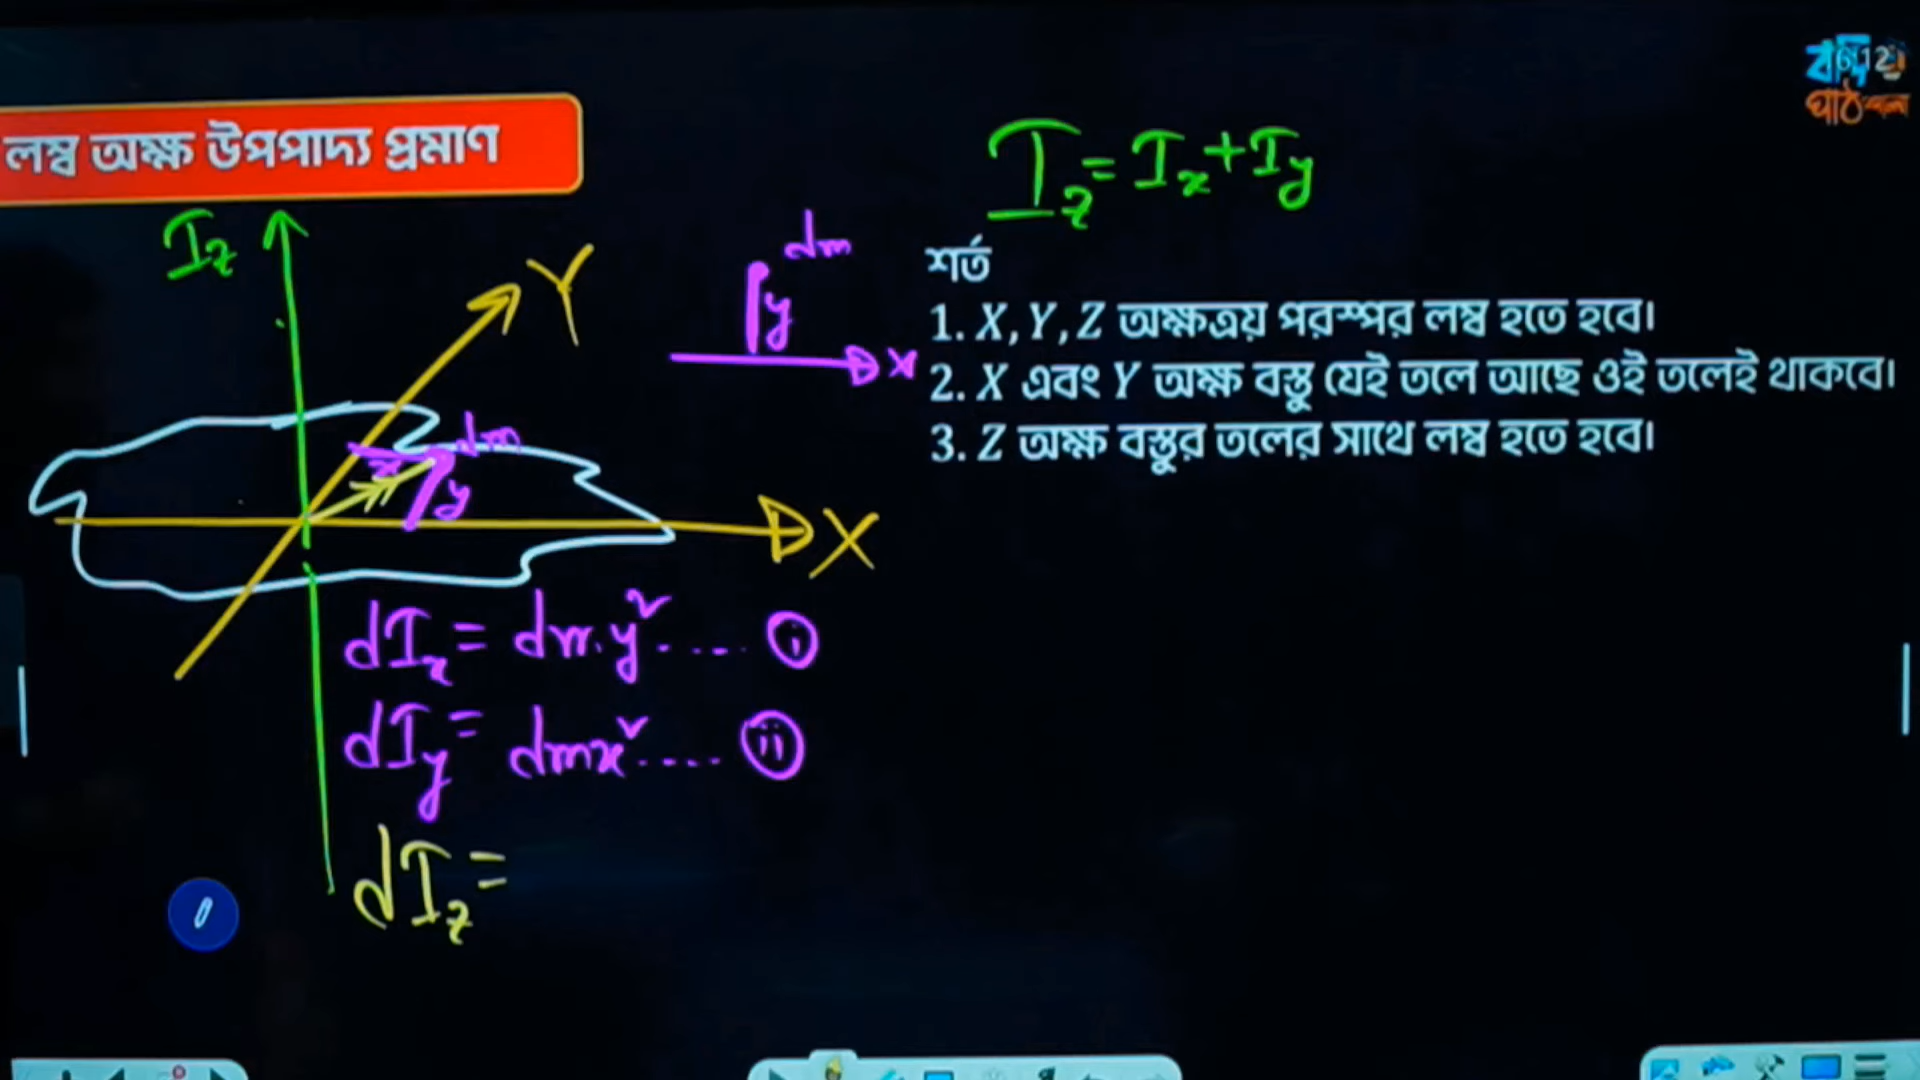 লম্ব অক্ষ উপপাদ্য প্রমাণ
I_z = I_x + I_y
শর্ত
1. X, Y, Z অক্ষত্রয় পরস্পর লম্ব হতে হবে।
2. X এবং Y অক্ষ বস্তু যেই তলে আছে ওই তলেই থাকবে।
3. Z অক্ষ বস্তুর তলের সাথে লম্ব হতে হবে।
I_z
Y
dm
y
X
dm
x
y
X
dI_x = dm.y² ..... i
dI_y = dmx² ..... ii
dI_z =
পাঠশালা